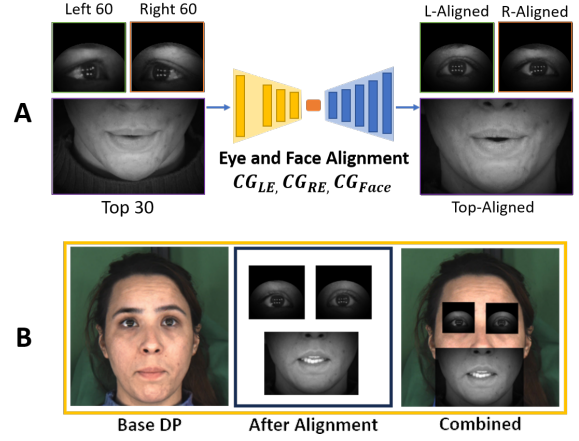 Left 60
Right 60
L-Aligned
R-Aligned
A
Eye and Face Alignment
CG_LE, CG_RE, CG_Face
Top 30
Top-Aligned
B
Base DP
After Alignment
Combined